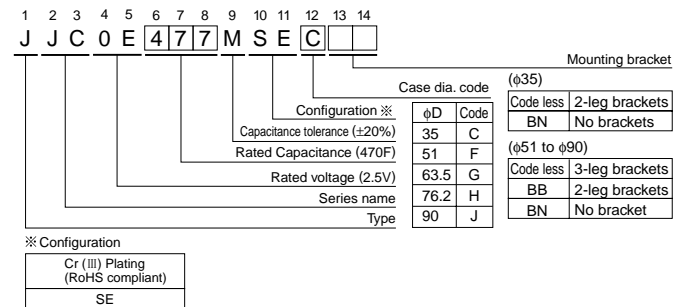 1 2 3 4 5 6 7 8 9 10 11 12 13 14
J J C 0 E 4 7 7 M S E C
Mounting bracket
Case dia. code
Configuration ※
Capacitance tolerance (±20%)
Rated Capacitance (470F)
Rated voltage (2.5V)
Series name
Type
ϕD Code
35 C
51 F
63.5 G
76.2 H
90 J
(ϕ35)
Code less 2-leg brackets
BN No brackets
(ϕ51 to ϕ90)
Code less 3-leg brackets
BB 2-leg brackets
BN No bracket
※Configuration
Cr (Ⅲ) Plating
(RoHS compliant)
SE